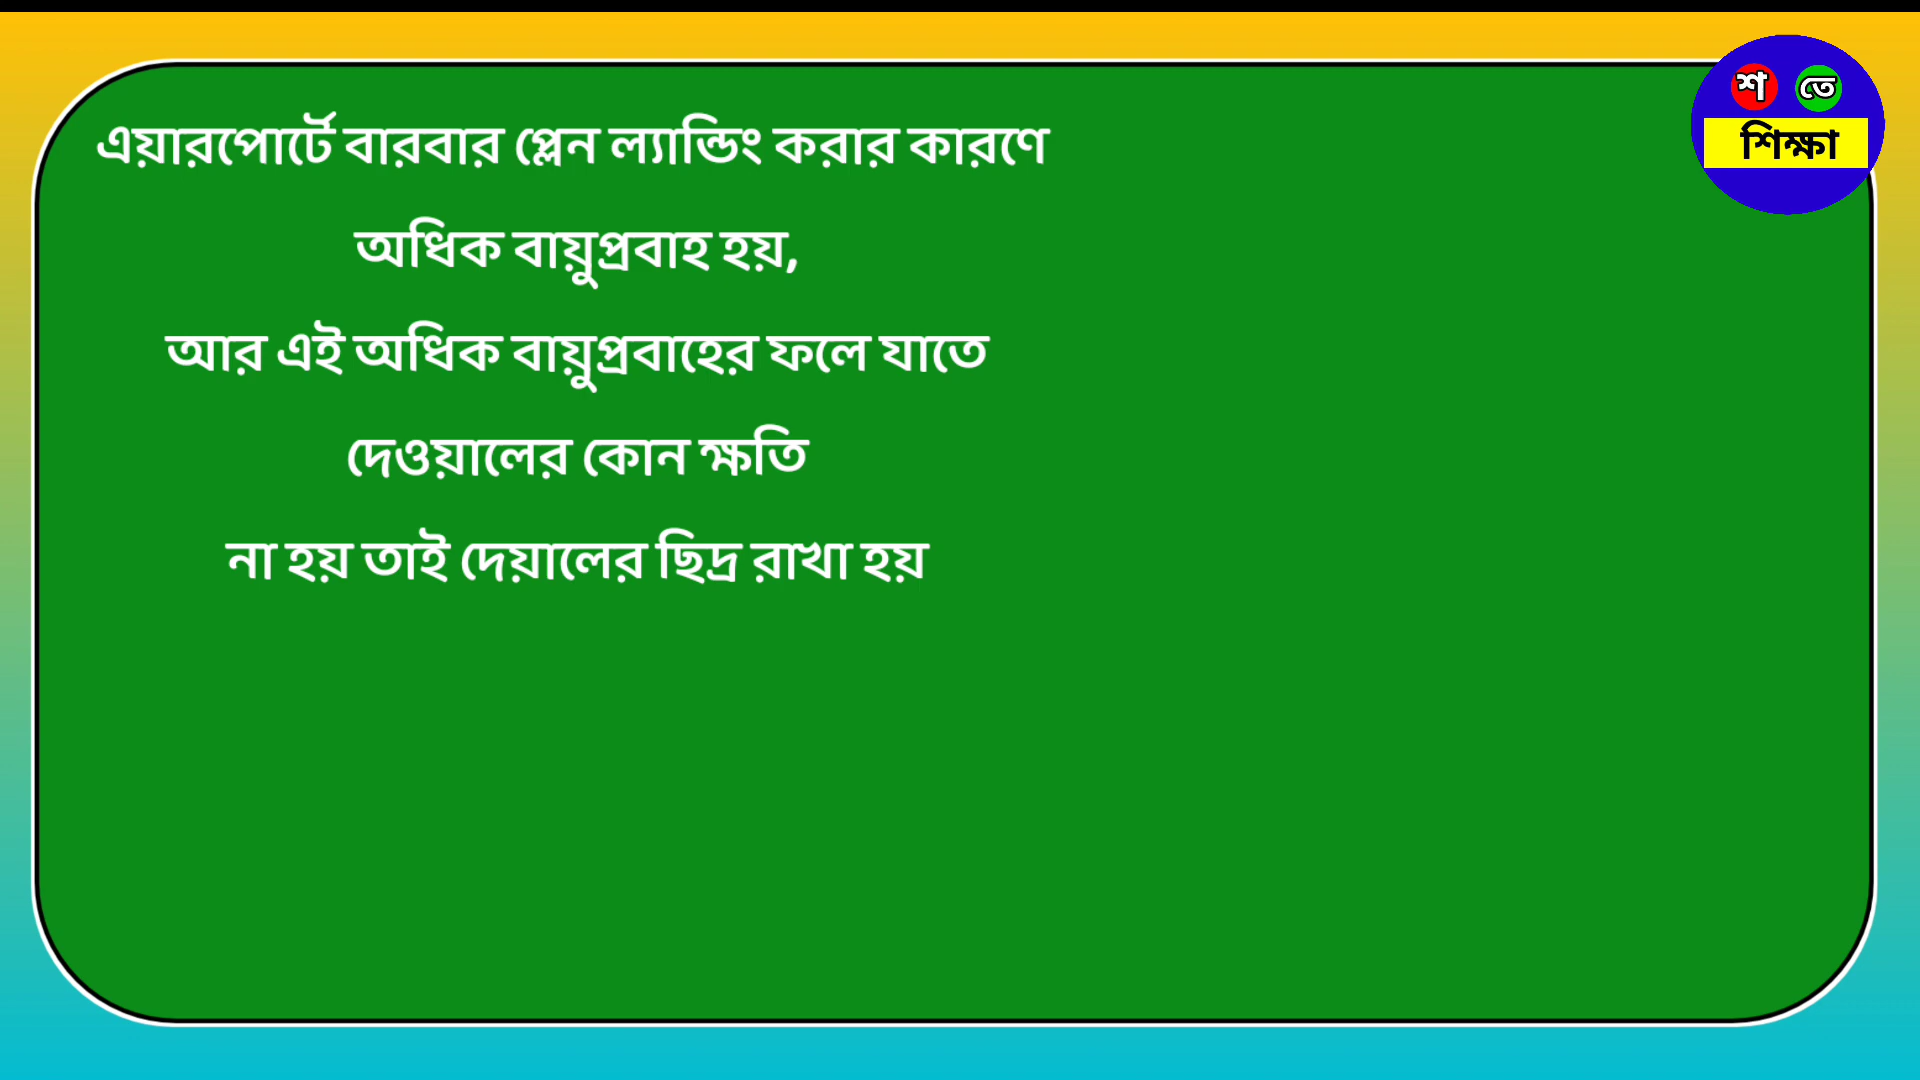 এয়ারপোর্টে বারবার প্লেন ল্যান্ডিং করার কারণে
অধিক বায়ুপ্রবাহ হয়,
আর এই অধিক বায়ুপ্রবাহের ফলে যাতে
দেওয়ালের কোন ক্ষতি
না হয় তাই দেয়ালের ছিদ্র রাখা হয়
শ তে
শিক্ষা